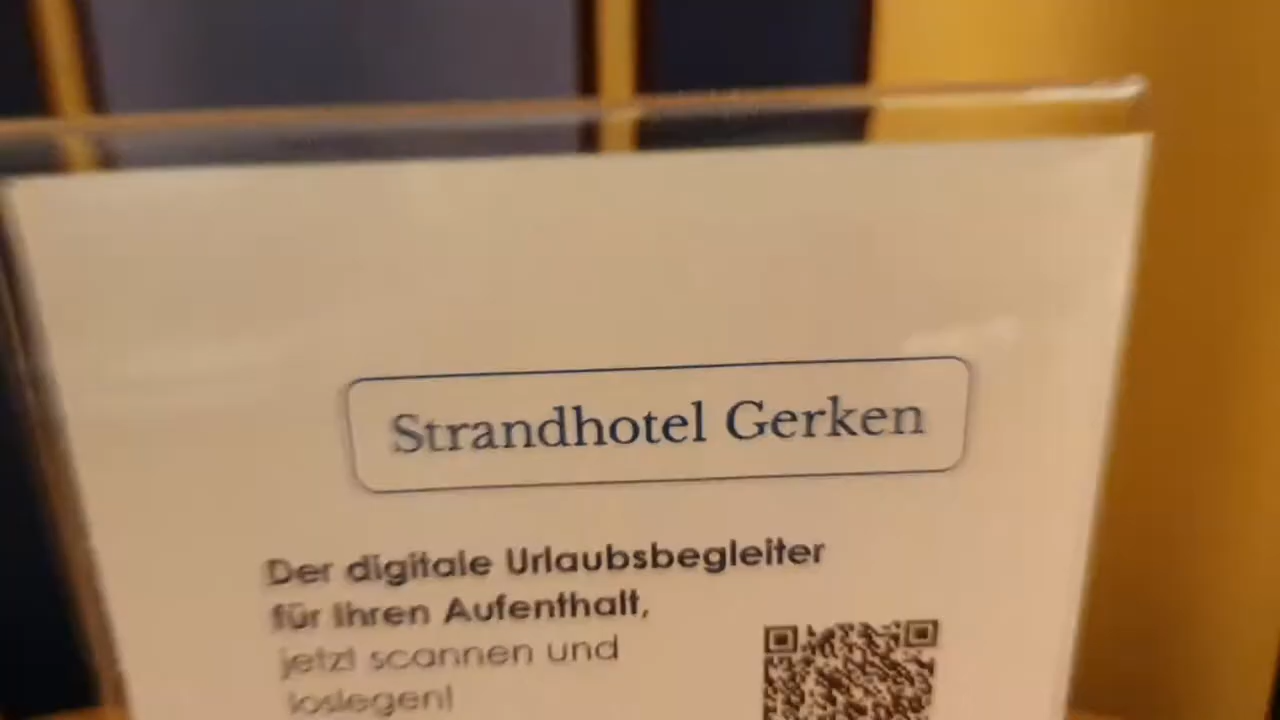 Strandhotel Gerken
Der digitale Urlaubsbegleiter
für Ihren Aufenthalt,
jetzt scannen und
loslegen!